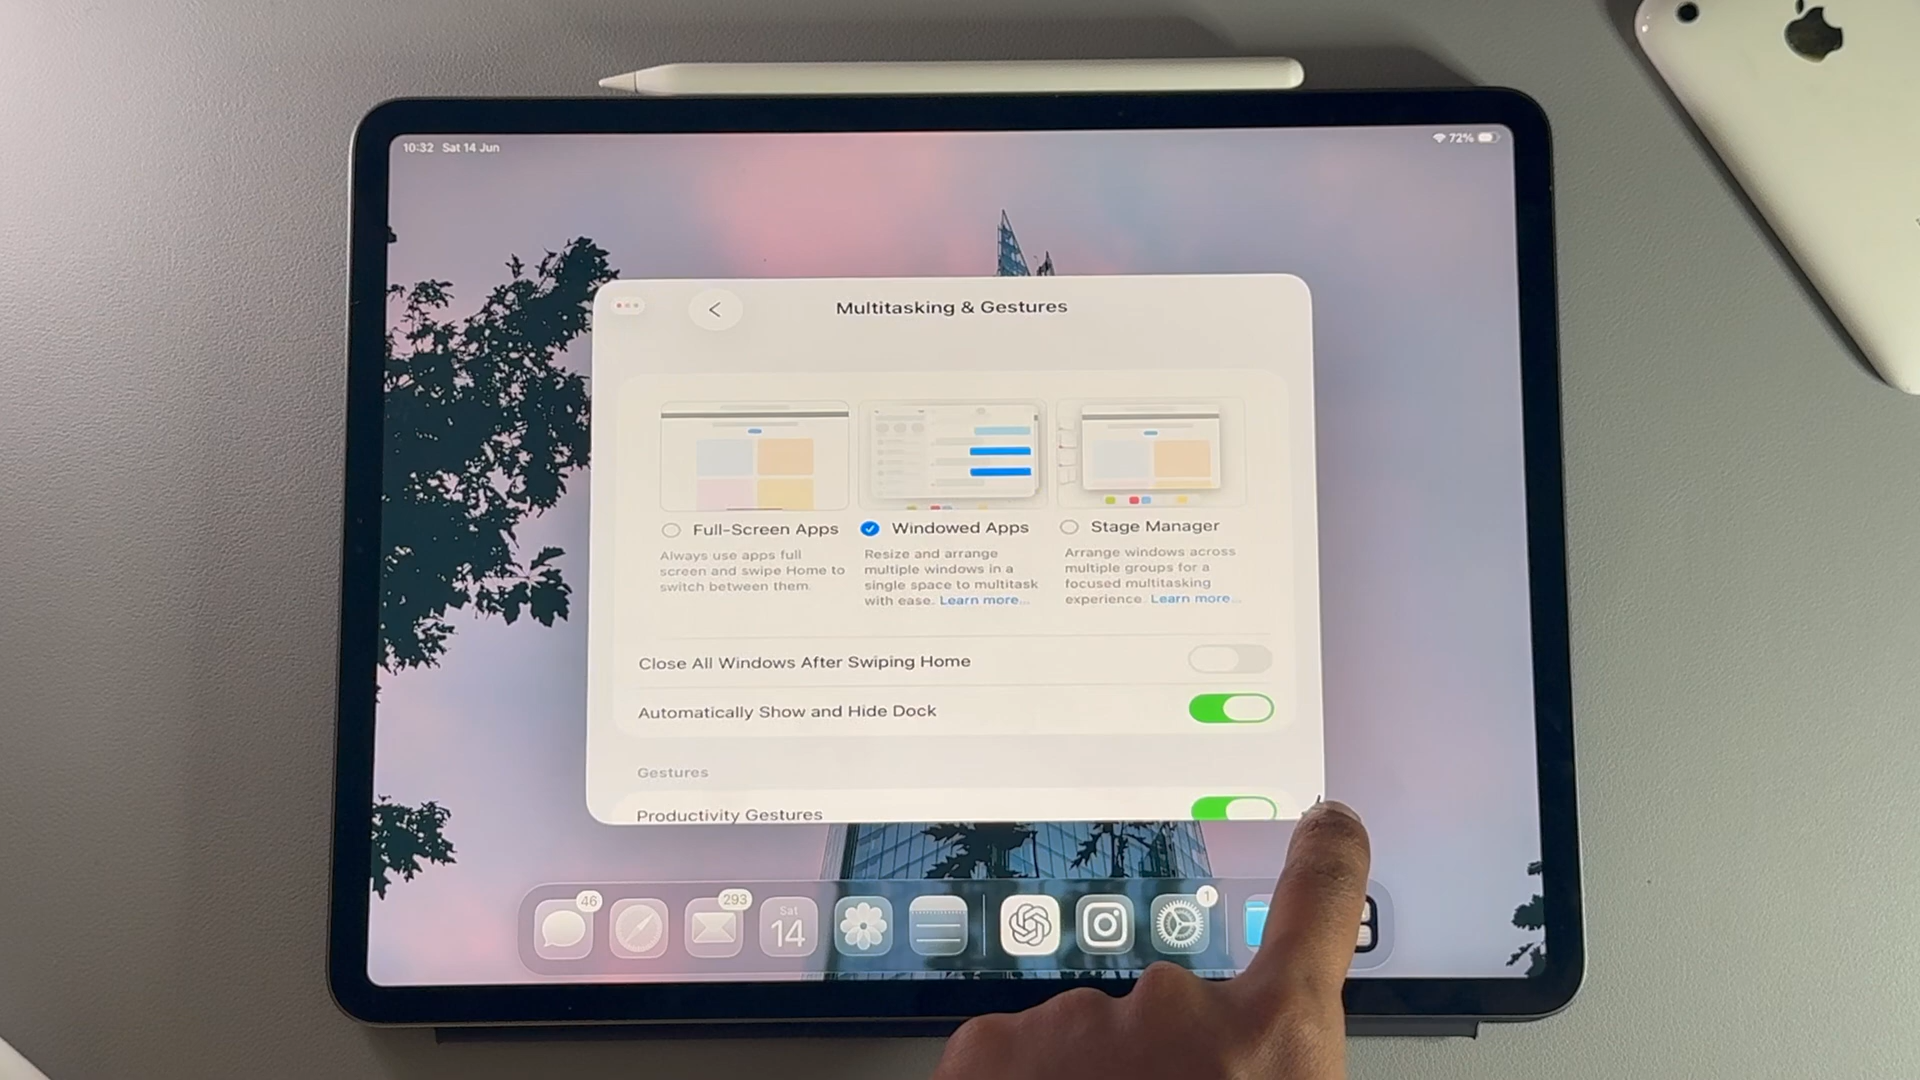 10:32 Sat 14 Jun
72%
Multitasking & Gestures
Full-Screen Apps
Always use apps full
screen and swipe Home to
switch between them.
Windowed Apps
Resize and arrange
multiple windows in a
single space to multitask
with ease. Learn more...
Stage Manager
Arrange windows across
multiple groups for a
focused multitasking
experience. Learn more...
Close All Windows After Swiping Home
Automatically Show and Hide Dock
Gestures
Productivity Gestures
46
293
Sat
14
1